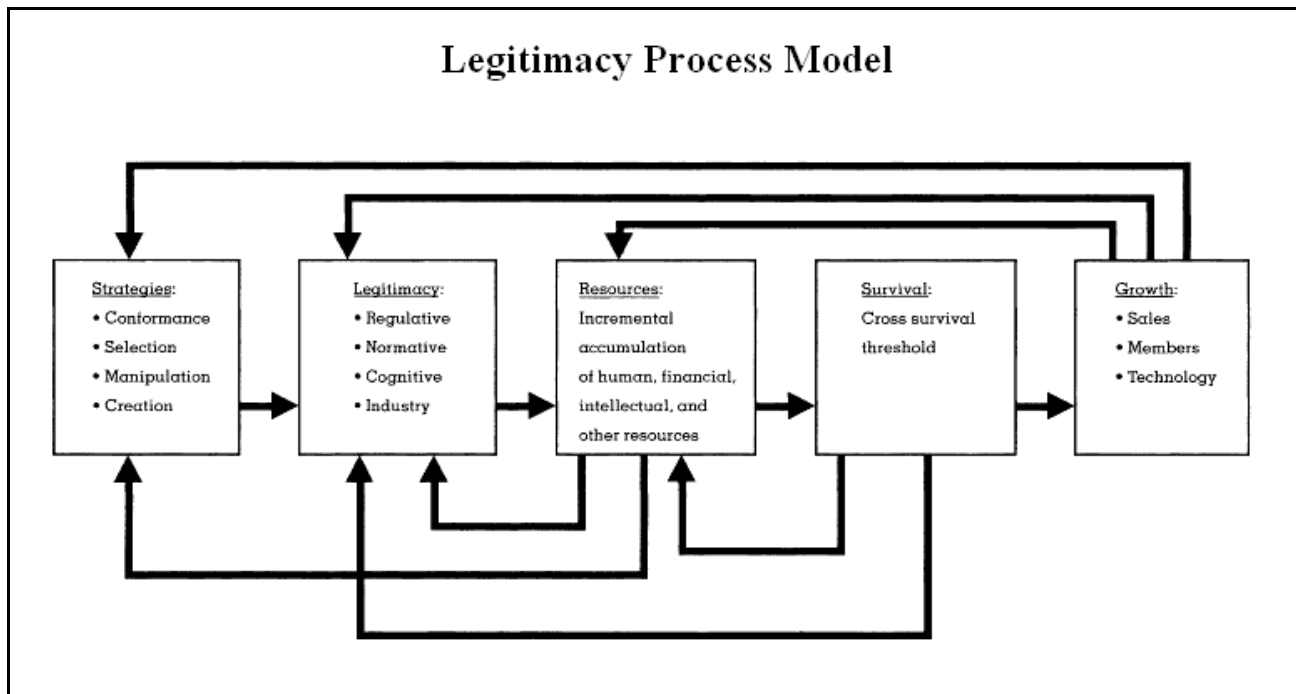 Legitimacy Process Model
Strategies:
• Conformance
• Selection
• Manipulation
• Creation
Legitimacy:
• Regulative
• Normative
• Cognitive
• Industry
Resources:
Incremental
accumulation
of human, financial,
intellectual, and
other resources
Survival:
Cross survival
threshold
Growth:
• Sales
• Members
• Technology